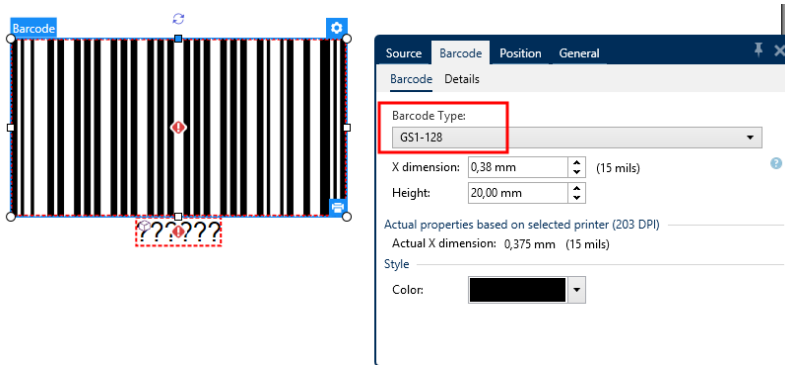 Barcode
??????
Source Barcode Position General
Barcode Details
Barcode Type:
GS1-128
X dimension: 0,38 mm (15 mils)
Height: 20,00 mm
Actual properties based on selected printer (203 DPI)
Actual X dimension: 0,375 mm (15 mils)
Style
Color: